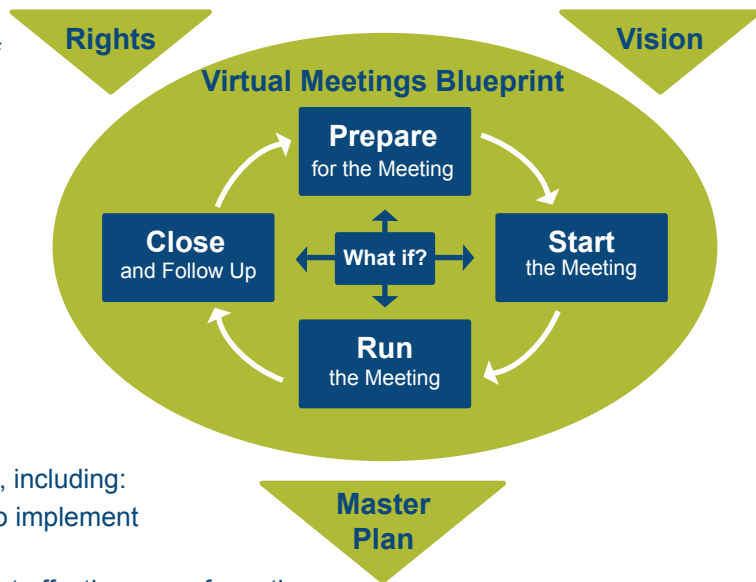 Rights
Vision
Virtual Meetings Blueprint
Prepare
for the Meeting
Close
and Follow Up
What if?
Start
the Meeting
Run
the Meeting
, including:
o implement
Master
Plan